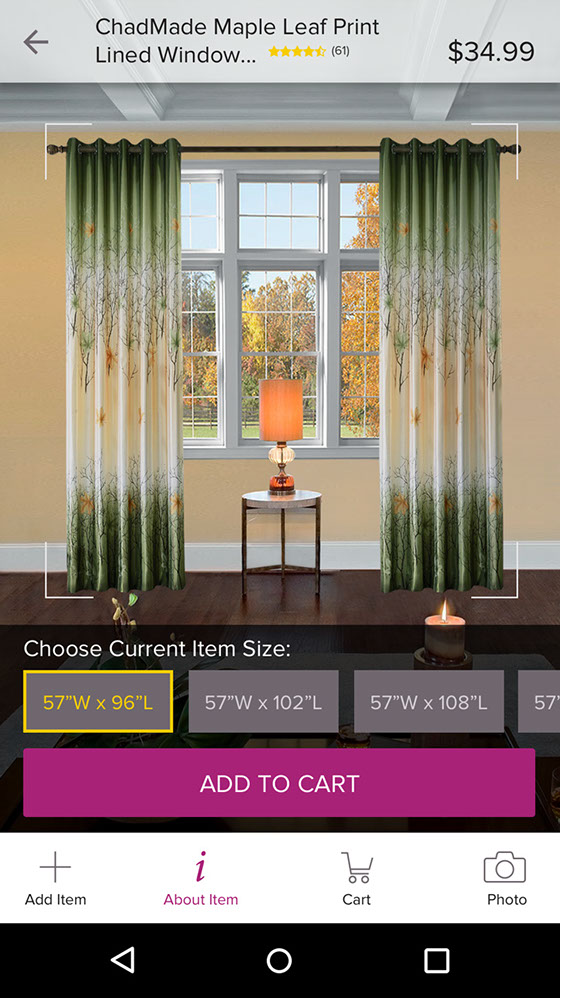 ChadMade Maple Leaf Print
Lined Window... (61)
$34.99
Choose Current Item Size:
57”W x 96”L
57”W x 102”L
57”W x 108”L
57”
ADD TO CART
Add Item
About Item
Cart
Photo